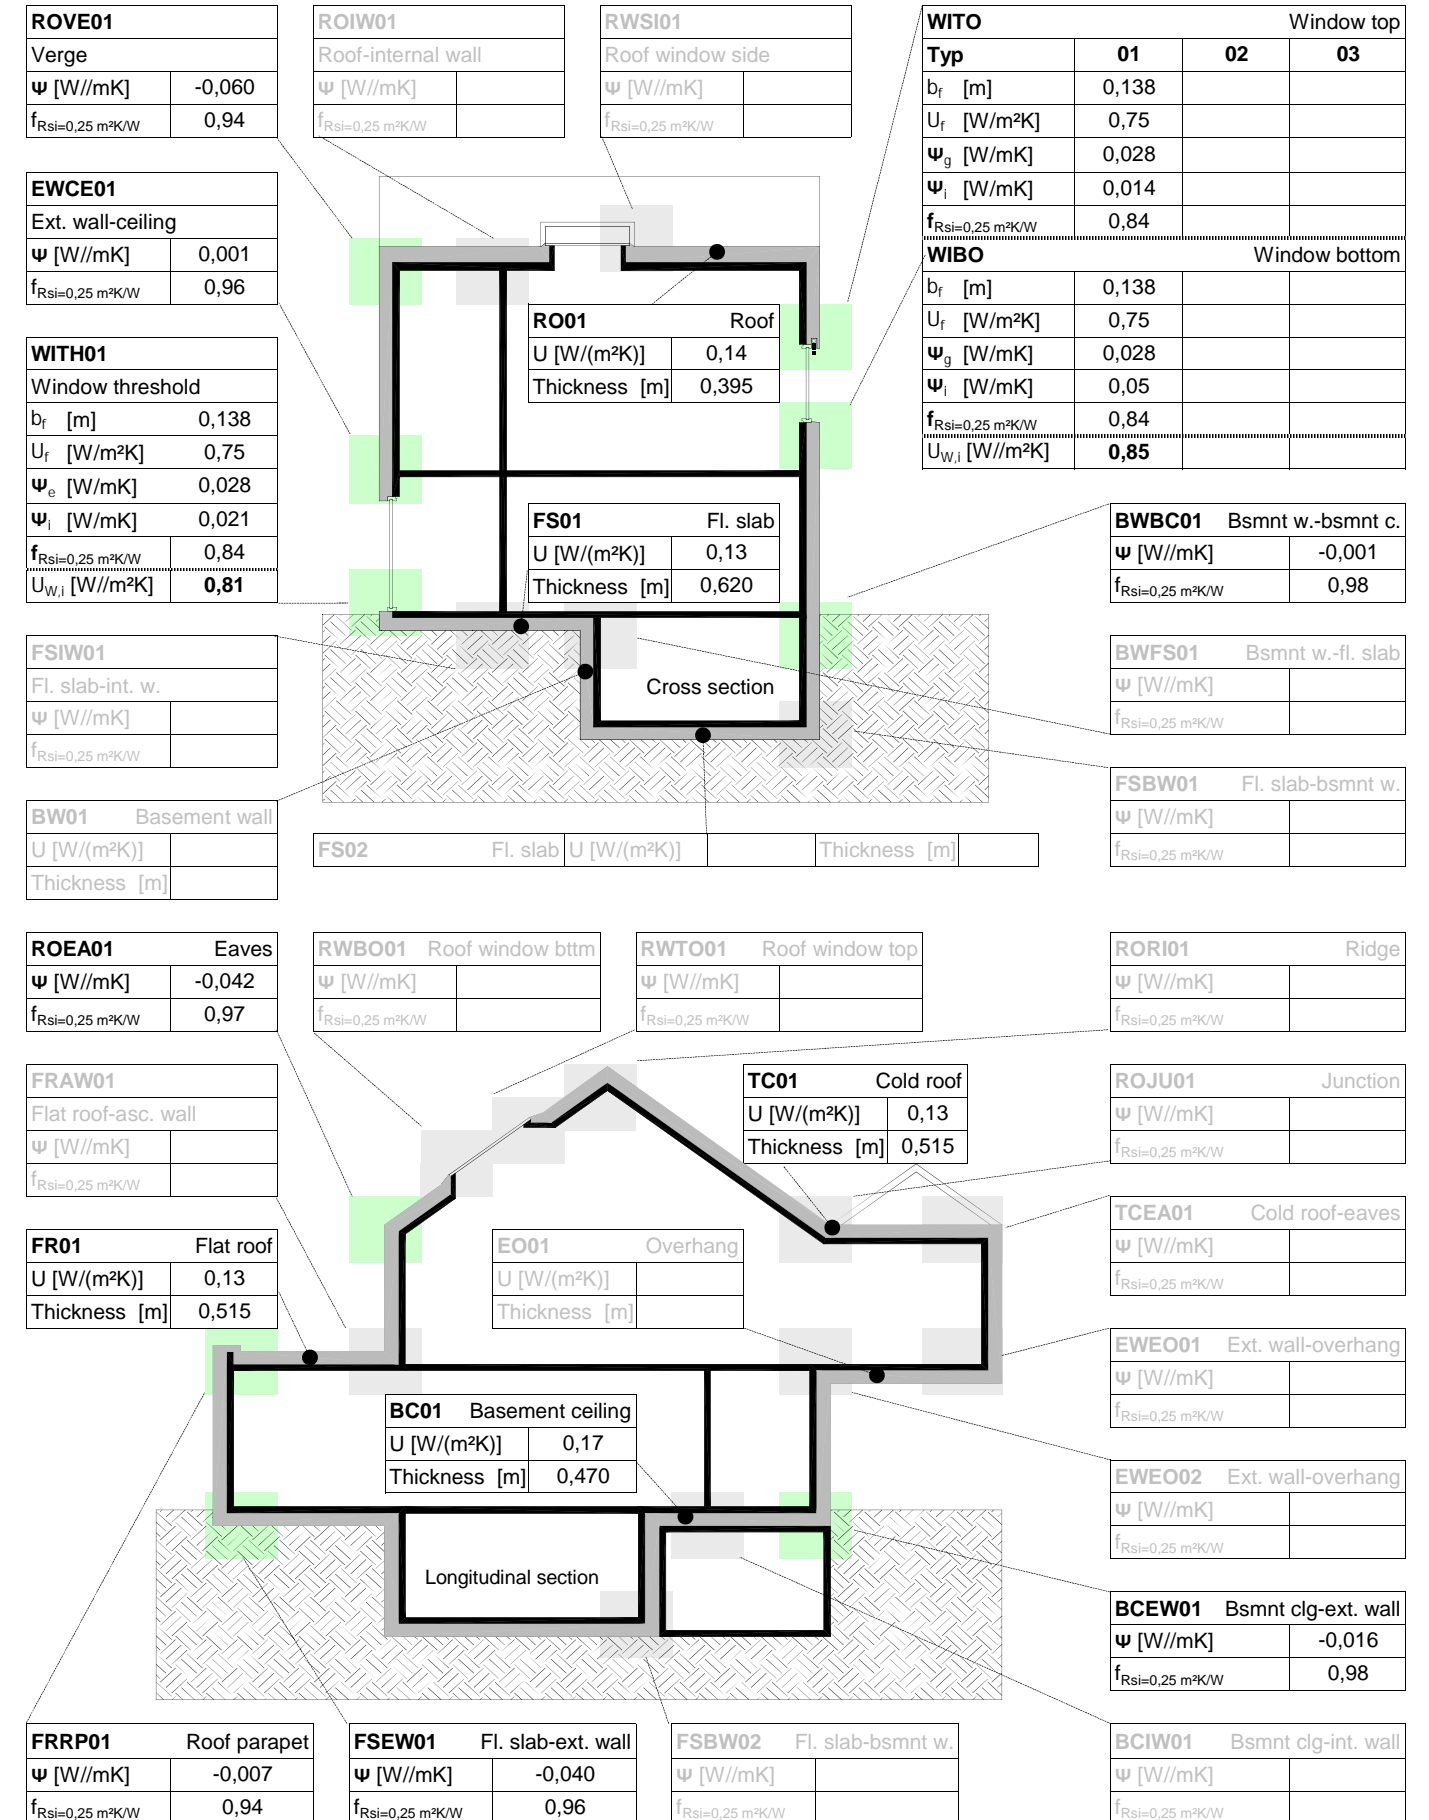 ROVE01
Verge
Ψ [W//mK] -0,060
fRsi=0,25 m²K/W 0,94
ROIW01
Roof-internal wall
Ψ [W//mK]
fRsi=0,25 m²K/W
RWSI01
Roof window side
Ψ [W//mK]
fRsi=0,25 m²K/W
WITO Window top
Typ 01 02 03
bf [m] 0,138
Uf [W/m²K] 0,75
Ψg [W/mK] 0,028
Ψi [W/mK] 0,014
fRsi=0,25 m²K/W 0,84
WIBO Window bottom
bf [m] 0,138
Uf [W/m²K] 0,75
Ψg [W/mK] 0,028
Ψi [W/mK] 0,05
fRsi=0,25 m²K/W 0,84
UW,i [W//m²K] 0,85
EWCE01
Ext. wall-ceiling
Ψ [W//mK] 0,001
fRsi=0,25 m²K/W 0,96
WITH01
Window threshold
bf [m] 0,138
Uf [W/m²K] 0,75
Ψe [W/mK] 0,028
Ψi [W/mK] 0,021
fRsi=0,25 m²K/W 0,84
UW,i [W//m²K] 0,81
RO01 Roof
U [W/(m²K)] 0,14
Thickness [m] 0,395
FS01 Fl. slab
U [W/(m²K)] 0,13
Thickness [m] 0,620
BWBC01 Bsmnt w.-bsmnt c.
Ψ [W//mK] -0,001
fRsi=0,25 m²K/W 0,98
FSIW01
Fl. slab-int. w.
Ψ [W//mK]
fRsi=0,25 m²K/W
Cross section
BWFS01 Bsmnt w.-fl. slab
Ψ [W//mK]
fRsi=0,25 m²K/W
FSBW01 Fl. slab-bsmnt w.
Ψ [W//mK]
fRsi=0,25 m²K/W
BW01 Basement wall
U [W/(m²K)]
Thickness [m]
FS02 Fl. slab U [W/(m²K)] Thickness [m]
ROEA01 Eaves
Ψ [W//mK] -0,042
fRsi=0,25 m²K/W 0,97
RWBO01 Roof window bttm
Ψ [W//mK]
fRsi=0,25 m²K/W
RWTO01 Roof window top
Ψ [W//mK]
fRsi=0,25 m²K/W
RORI01 Ridge
Ψ [W//mK]
fRsi=0,25 m²K/W
FRAW01
Flat roof-asc. wall
Ψ [W//mK]
fRsi=0,25 m²K/W
TC01 Cold roof
U [W/(m²K)] 0,13
Thickness [m] 0,515
ROJU01 Junction
Ψ [W//mK]
fRsi=0,25 m²K/W
TCEA01 Cold roof-eaves
Ψ [W//mK]
fRsi=0,25 m²K/W
FR01 Flat roof
U [W/(m²K)] 0,13
Thickness [m] 0,515
EO01 Overhang
U [W/(m²K)]
Thickness [m]
EWEO01 Ext. wall-overhang
Ψ [W//mK]
fRsi=0,25 m²K/W
BC01 Basement ceiling
U [W/(m²K)] 0,17
Thickness [m] 0,470
EWEO02 Ext. wall-overhang
Ψ [W//mK]
fRsi=0,25 m²K/W
Longitudinal section
BCEW01 Bsmnt clg-ext. wall
Ψ [W//mK] -0,016
fRsi=0,25 m²K/W 0,98
FRRP01 Roof parapet
Ψ [W//mK] -0,007
fRsi=0,25 m²K/W 0,94
FSEW01 Fl. slab-ext. wall
Ψ [W//mK] -0,040
fRsi=0,25 m²K/W 0,96
FSBW02 Fl. slab-bsmnt w.
Ψ [W//mK]
fRsi=0,25 m²K/W
BCIW01 Bsmnt clg-int. wall
Ψ [W//mK]
fRsi=0,25 m²K/W